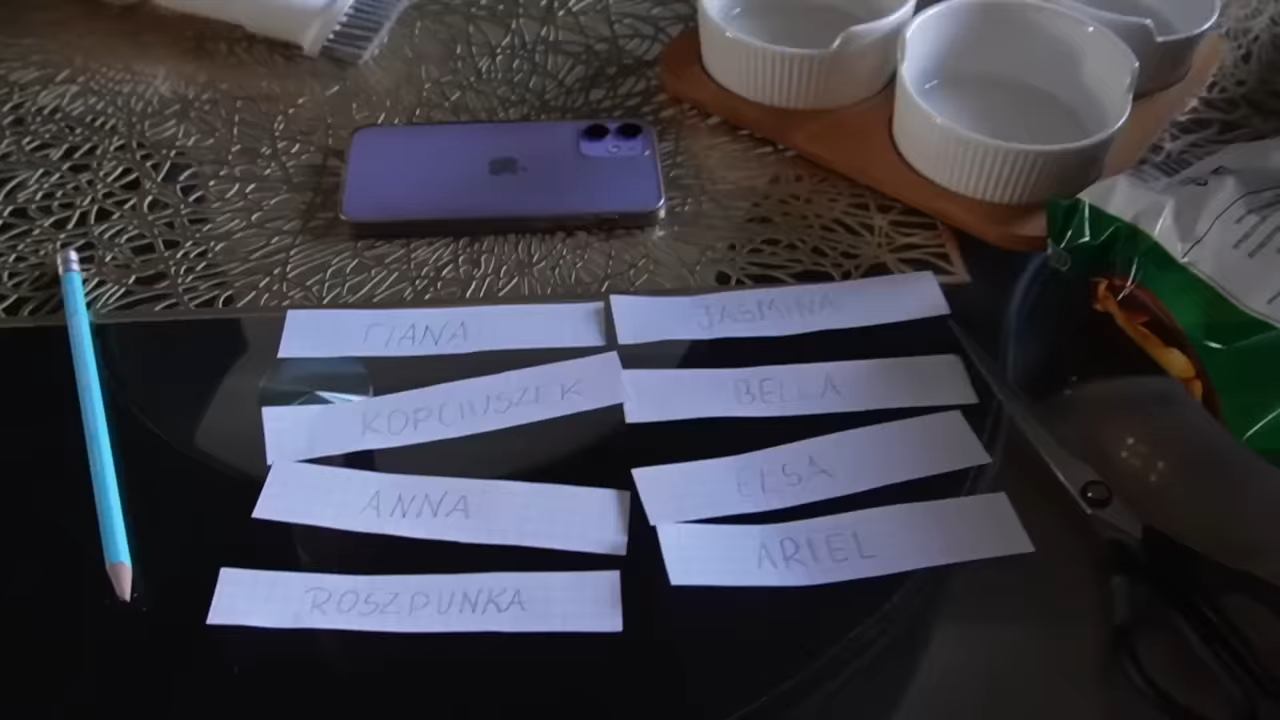 TIANA
JASMINA
KOPCIUSZEK
BELLA
ANNA
ELSA
ROSZPUNKA
ARIEL